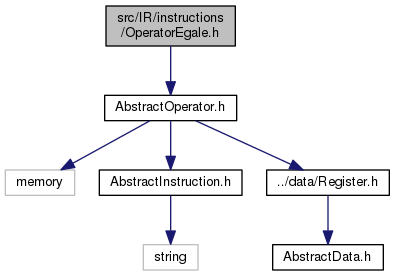 src/IR/instructions
/OperatorEgale.h
AbstractOperator.h
memory
AbstractInstruction.h
../data/Register.h
string
AbstractData.h